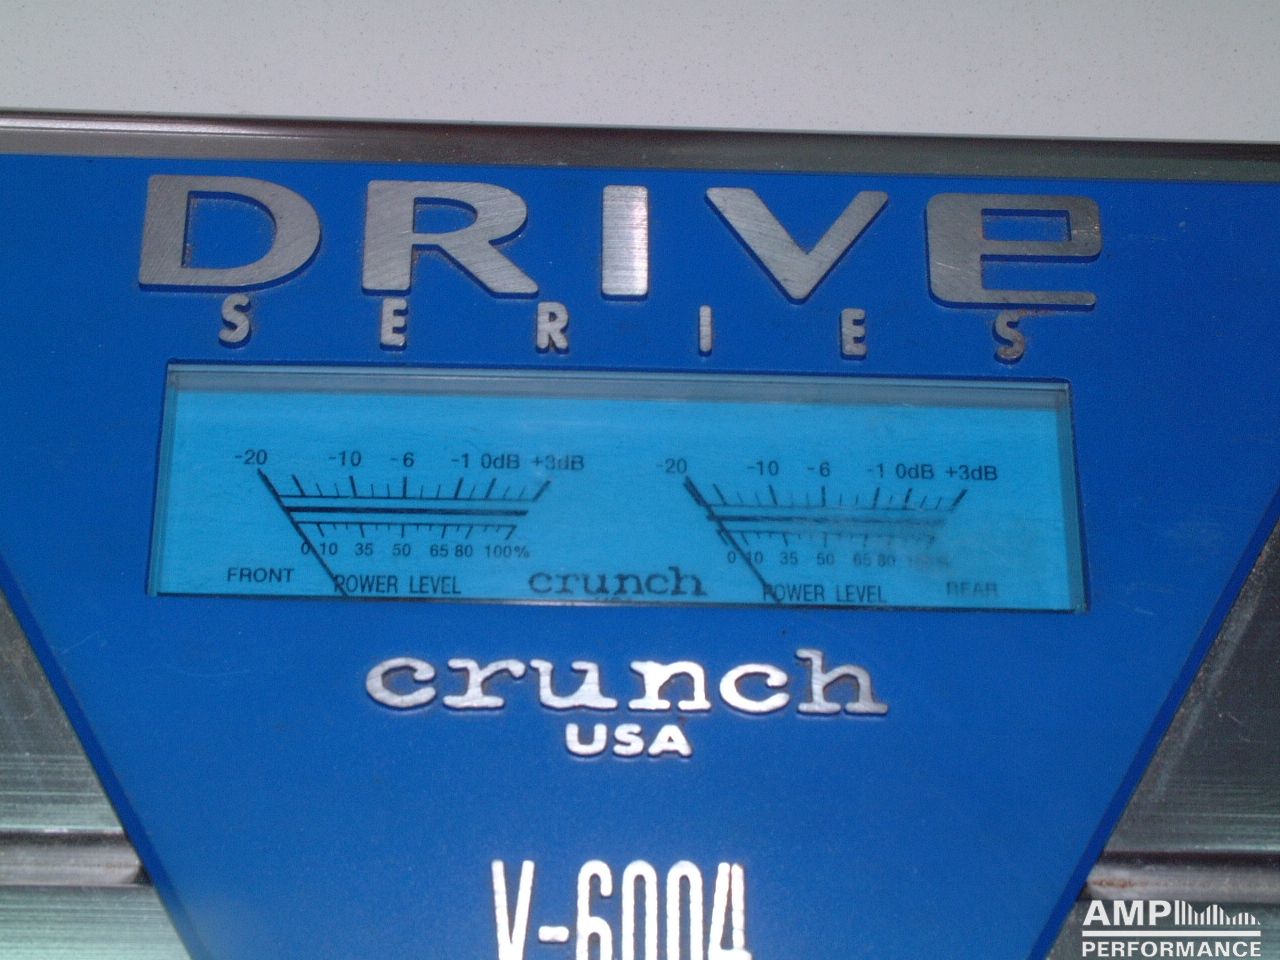 DRIVe
SERIES
-20 -10 -6 -1 0dB +3dB
-20 -10 -6 -1 0dB +3dB
0 10 35 50 65 80 100%
0 10 35 50 65 80 100%
FRONT POWER LEVEL crunch POWER LEVEL REAR
crunch
USA
V-6004
AMP
PERFORMANCE